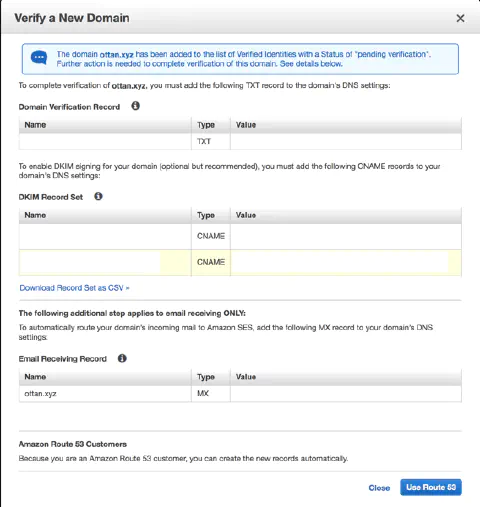 Verify a New Domain
The domain ottan.xyz has been added to the list of Verified Identities with a Status of "pending verification".
Further action is needed to complete verification of this domain. See details below.
To complete verification of ottan.xyz, you must add the following TXT record to the domain's DNS settings:
Domain Verification Record
Name Type Value
TXT
To enable DKIM signing for your domain (optional but recommended), you must add the following CNAME records to your
domain's DNS settings:
DKIM Record Set
Name Type Value
CNAME
CNAME
Download Record Set as CSV »
The following additional step applies to email receiving ONLY:
To automatically route your domain's incoming mail to Amazon SES, add the following MX record to your domain's DNS
settings:
Email Receiving Record
Name Type Value
ottan.xyz MX
Amazon Route 53 Customers
Because you are an Amazon Route 53 customer, you can create the new records automatically.
Close Use Route 53